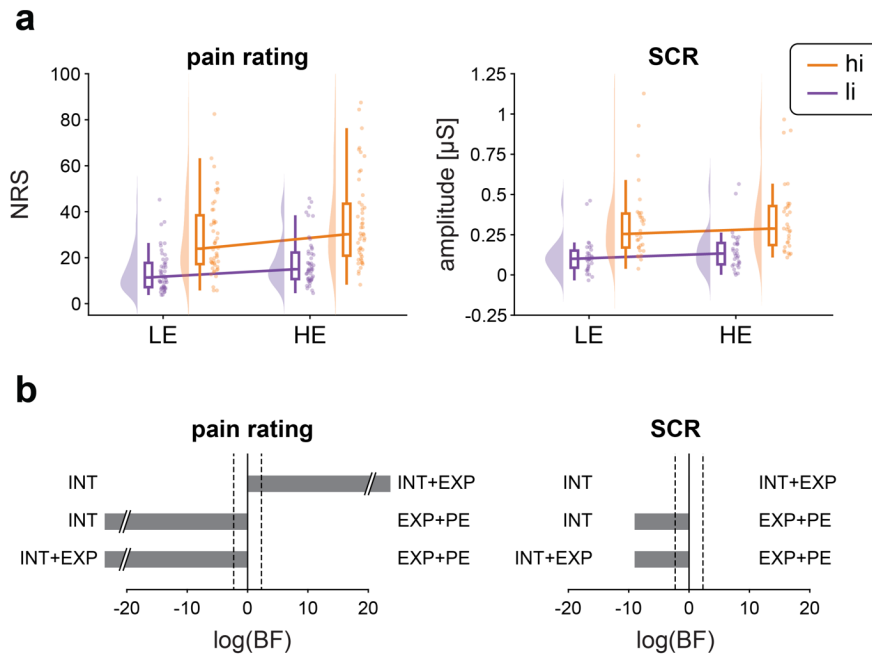 a
pain rating
SCR
hi
li
NRS
100
80
60
40
20
0
LE
HE
amplitude [µS]
1.25
1
0.75
0.5
0.25
0
-0.25
LE
HE
b
pain rating
SCR
INT
INT+EXP
INT
EXP+PE
INT+EXP
EXP+PE
-20
-10
0
10
20
log(BF)
INT
INT+EXP
INT
EXP+PE
INT+EXP
EXP+PE
-20
-10
0
10
20
log(BF)